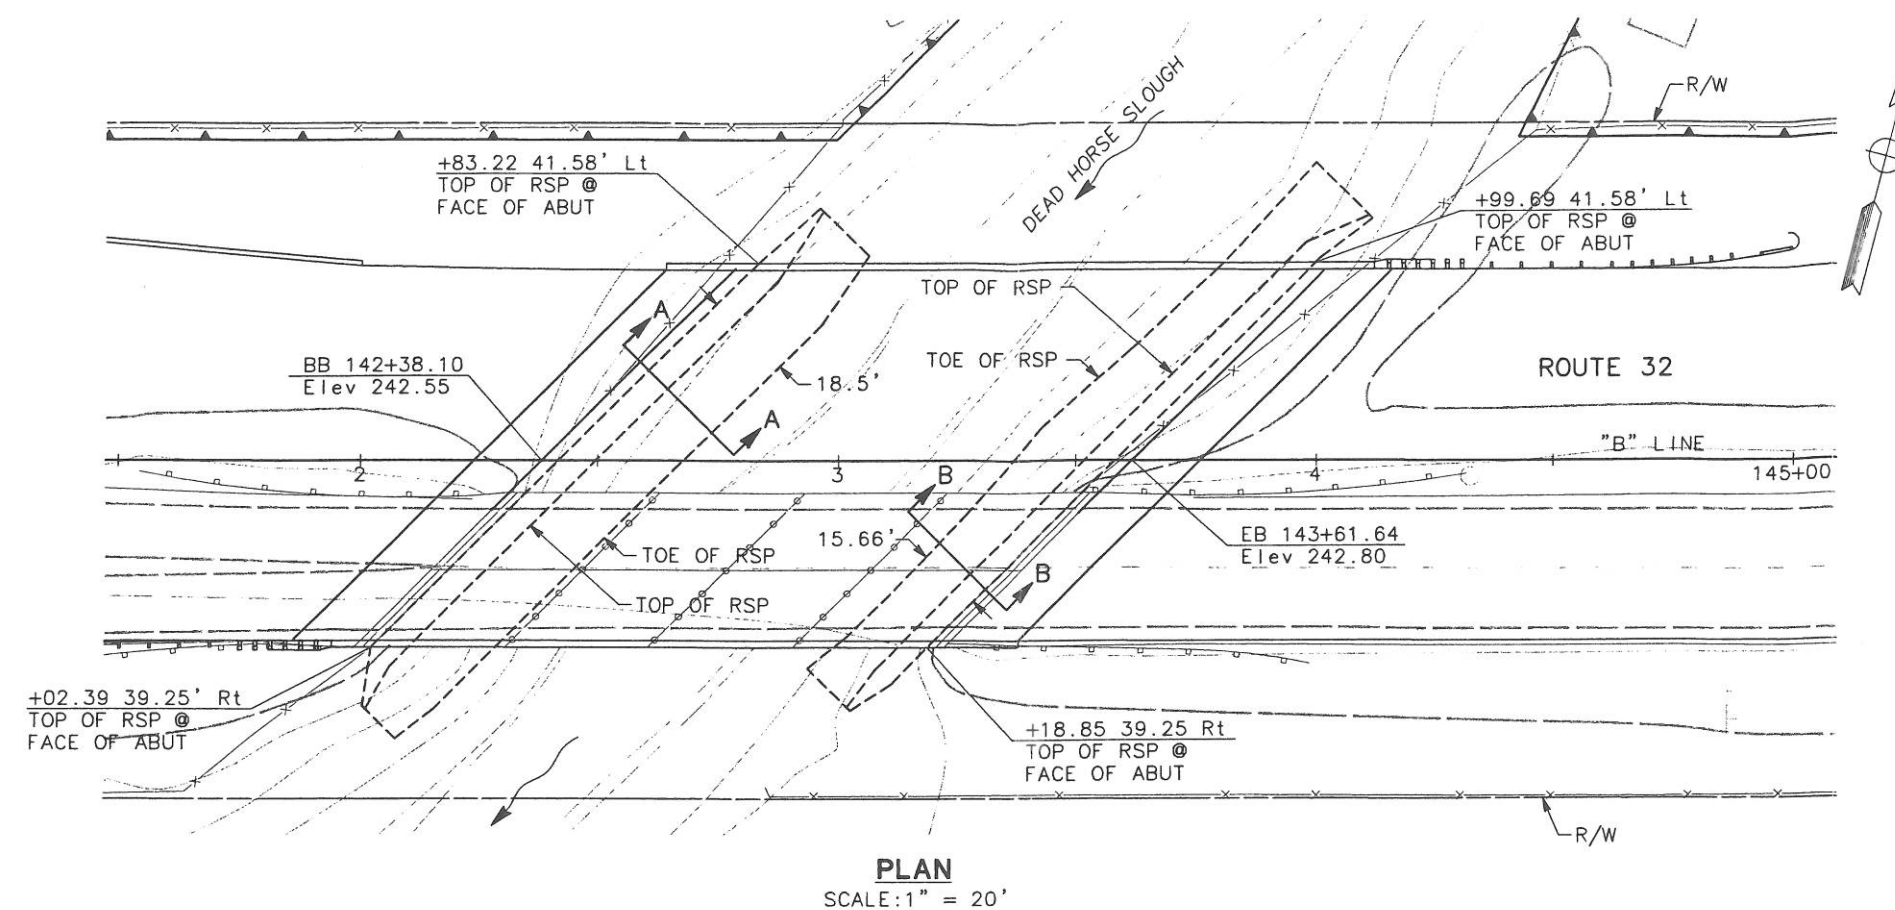 DEAD HORSE SLOUGH
R/W
+83.22 41.58' Lt
TOP OF RSP @
FACE OF ABUT
+99.69 41.58' Lt
TOP OF RSP @
FACE OF ABUT
TOP OF RSP
A
BB 142+38.10
Elev 242.55
TOE OF RSP
18.5'
ROUTE 32
A
"B" LINE
2
3
4
145+00
B
15.66'
EB 143+61.64
Elev 242.80
TOE OF RSP
B
TOP OF RSP
+02.39 39.25' Rt
TOP OF RSP @
FACE OF ABUT
+18.85 39.25 Rt
TOP OF RSP @
FACE OF ABUT
R/W
PLAN
SCALE:1" = 20'